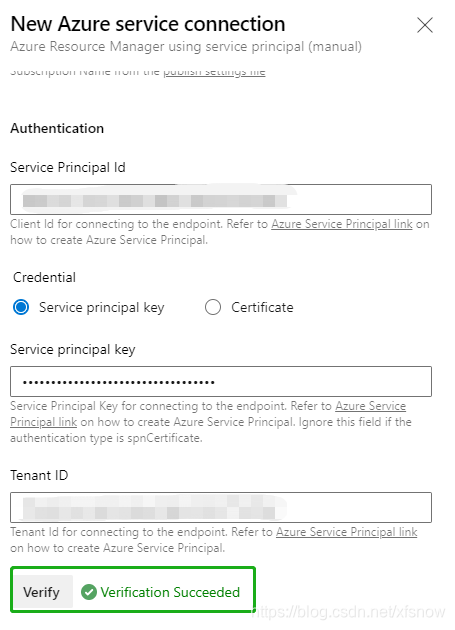 New Azure service connection
Azure Resource Manager using service principal (manual)
Subscription Name from the publish settings file
Authentication
Service Principal Id
Client Id for connecting to the endpoint. Refer to Azure Service Principal link on
how to create Azure Service Principal.
Credential
Service principal key
Certificate
Service principal key
••••••••••••••••••••••••••••••••••
Service Principal Key for connecting to the endpoint. Refer to Azure Service
Principal link on how to create Azure Service Principal. Ignore this field if the
authentication type is spnCertificate.
Tenant ID
Tenant Id for connecting to the endpoint. Refer to Azure Service Principal link
on how to create Azure Service Principal.
Verify
Verification Succeeded
https://blog.csdn.net/xfsnow